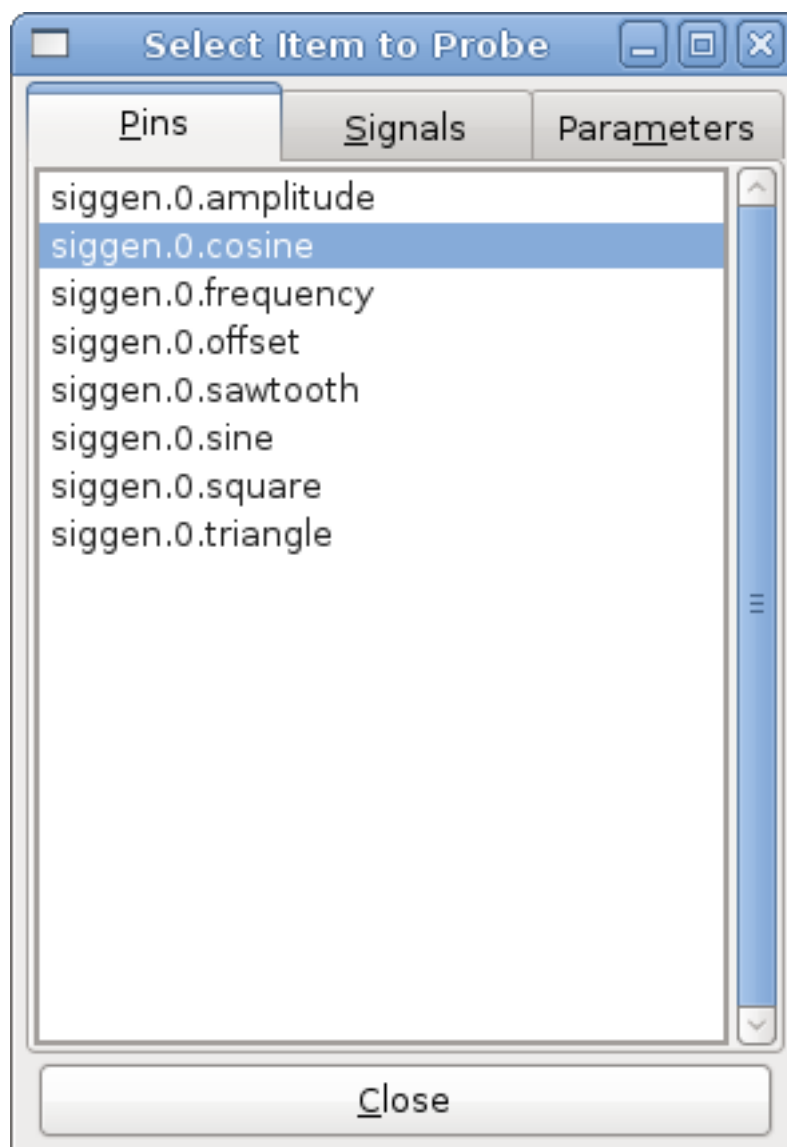 Select Item to Probe
Pins Signals Parameters
siggen.0.amplitude
siggen.0.cosine
siggen.0.frequency
siggen.0.offset
siggen.0.sawtooth
siggen.0.sine
siggen.0.square
siggen.0.triangle
Close